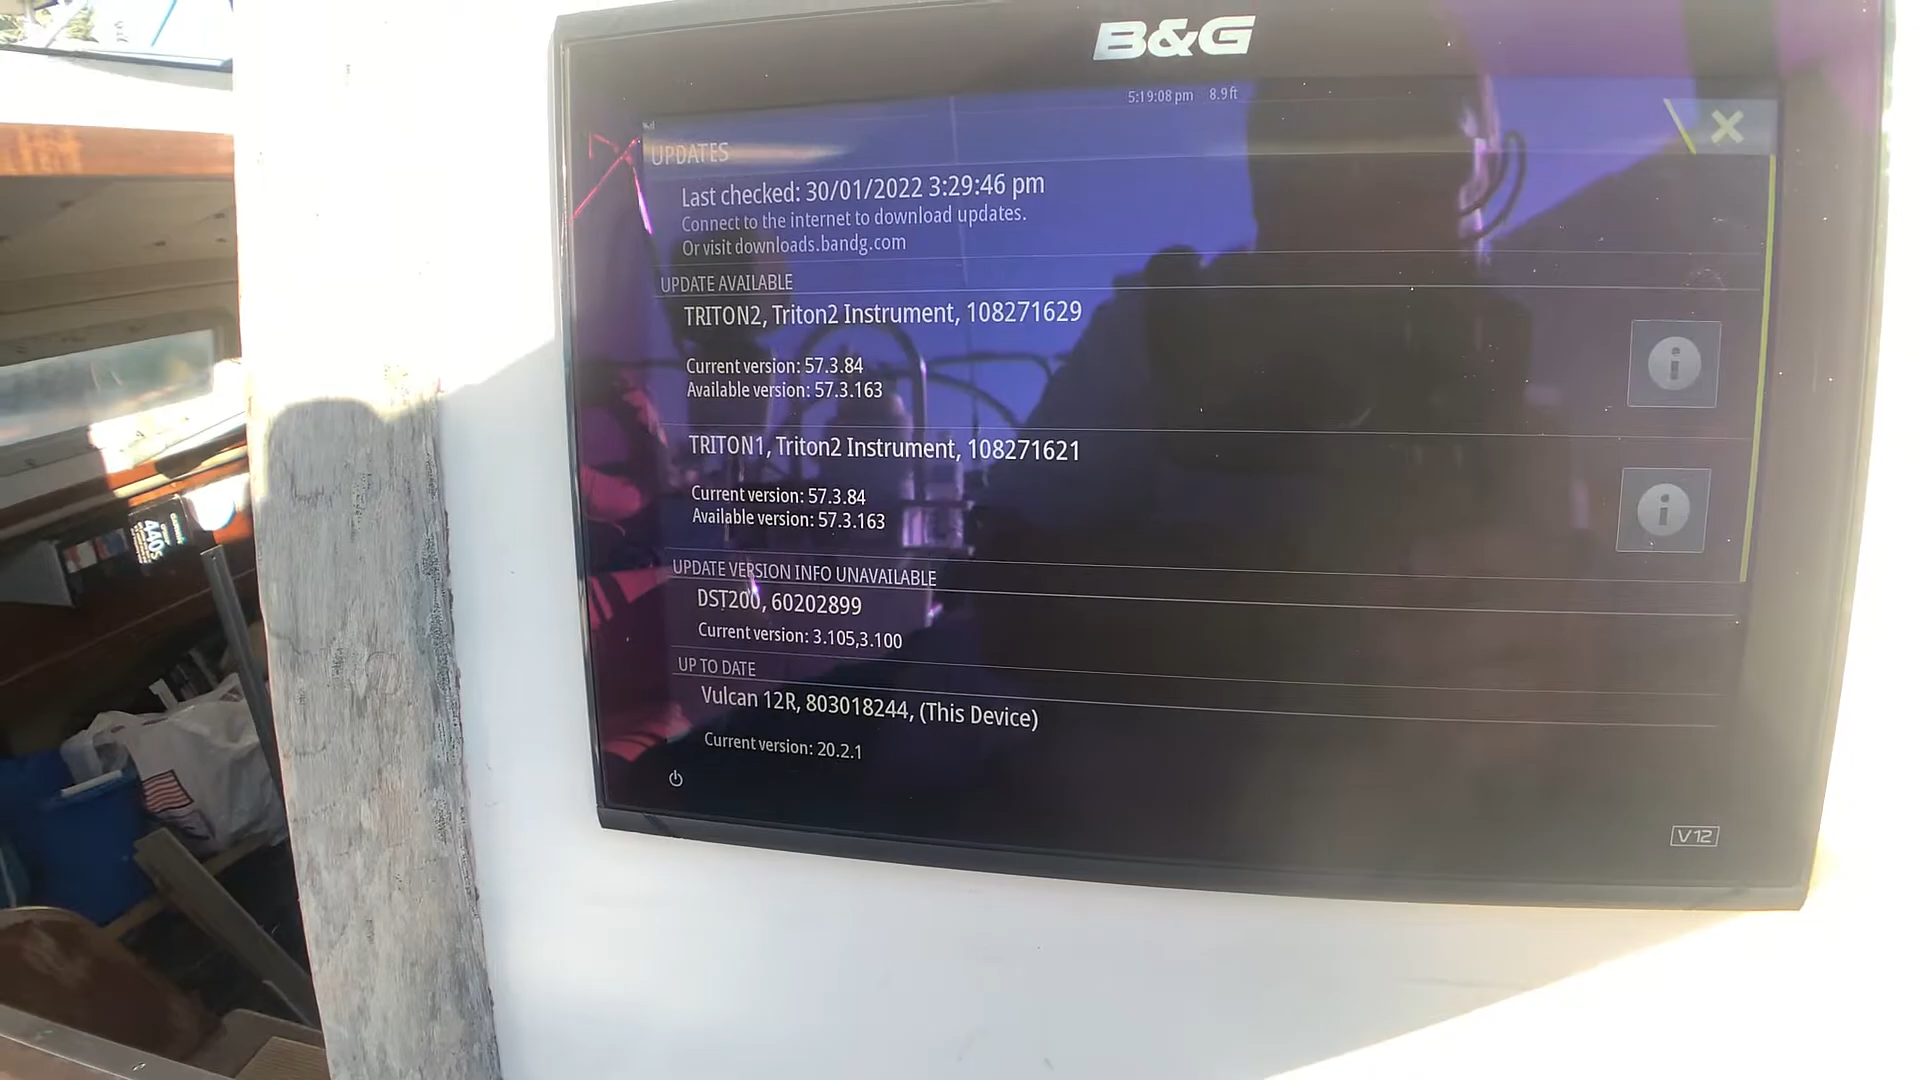 B&G
5:19:08 pm 8.9 ft
UPDATES
Last checked: 30/01/2022 3:29:46 pm
Connect to the internet to download updates.
Or visit downloads.bandg.com
UPDATE AVAILABLE
TRITON2, Triton2 Instrument, 108271629
Current version: 57.3.84
Available version: 57.3.163
TRITON1, Triton2 Instrument, 108271621
Current version: 57.3.84
Available version: 57.3.163
UPDATE VERSION INFO UNAVAILABLE
DST200, 60202899
Current version: 3.105,3.100
UP TO DATE
Vulcan 12R, 803018244, (This Device)
Current version: 20.2.1
V12
440s